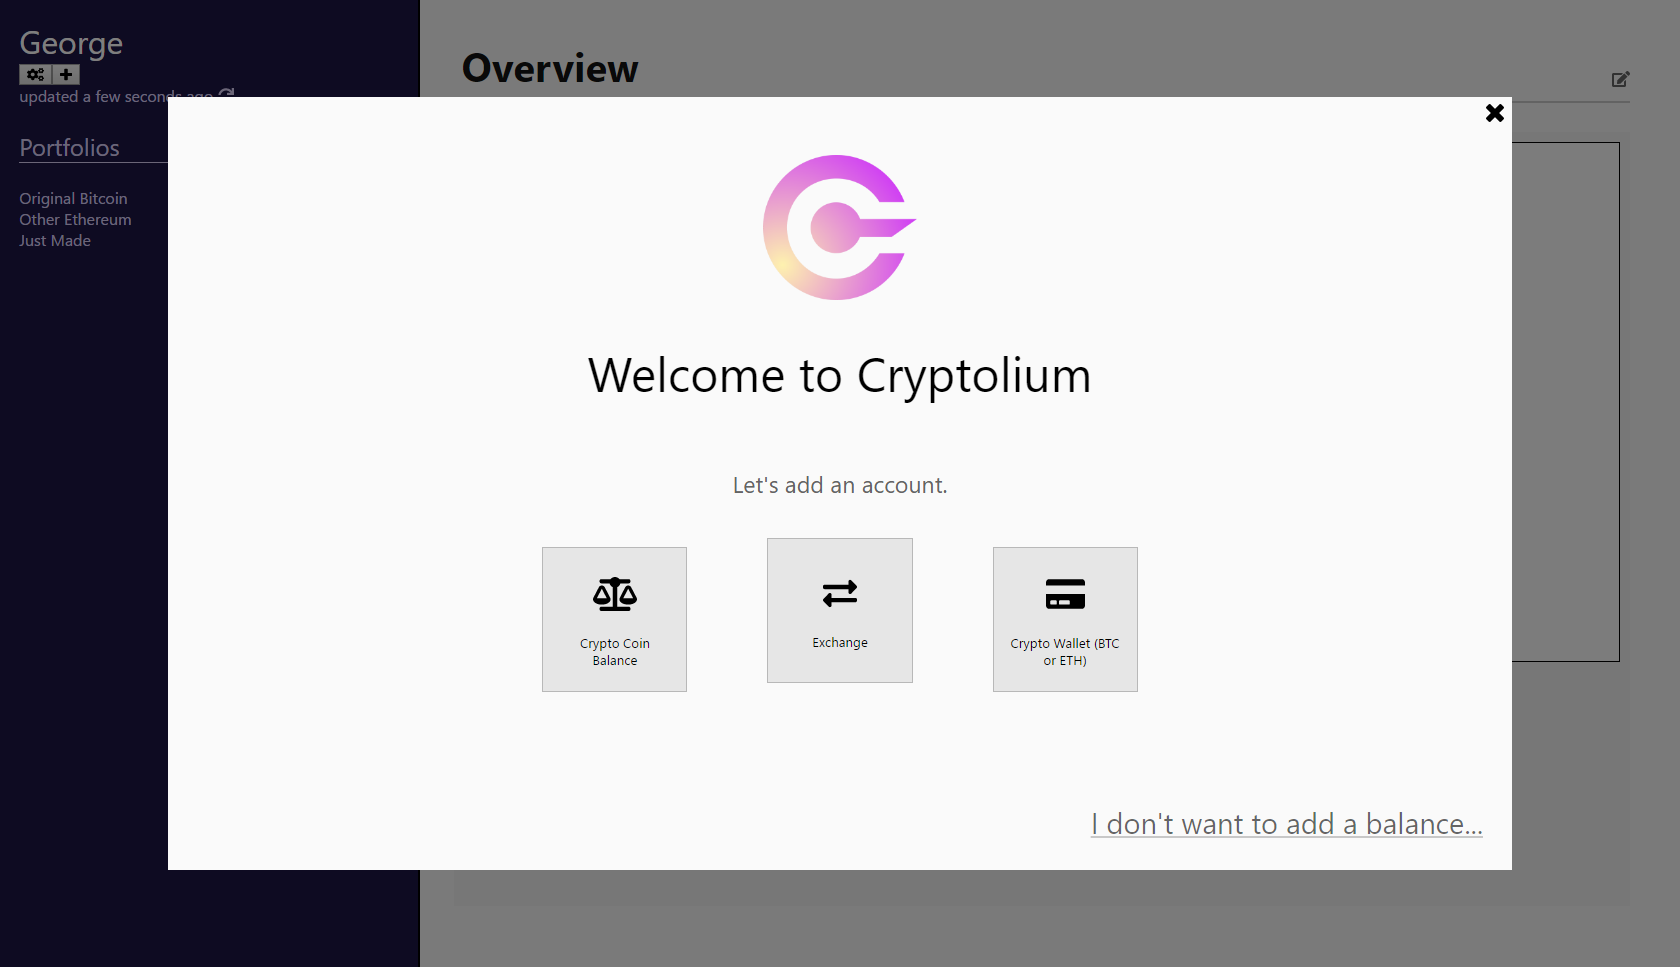 George
Overview
updated a few seconds ago
Portfolios
Original Bitcoin
Other Ethereum
Just Made
Welcome to Cryptolium
Let's add an account.
Crypto Coin
Balance
Exchange
Crypto Wallet (BTC
or ETH)
I don't want to add a balance...